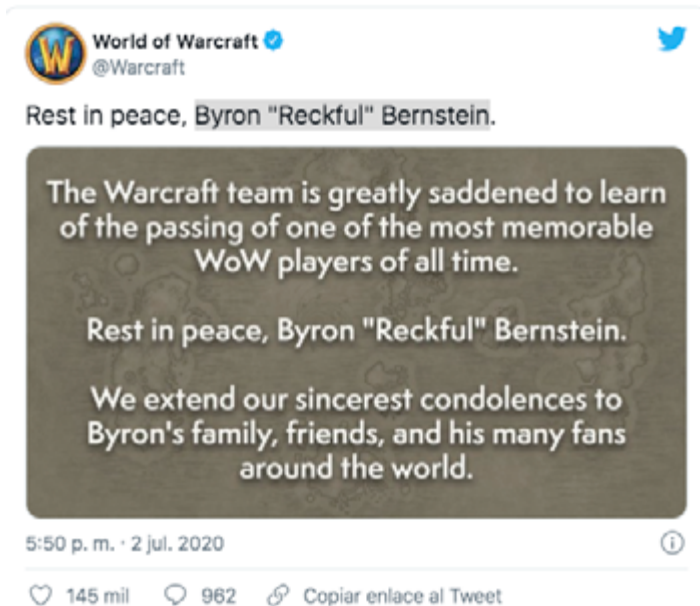 World of Warcraft
@Warcraft
Rest in peace, Byron "Reckful" Bernstein.
The Warcraft team is greatly saddened to learn
of the passing of one of the most memorable
WoW players of all time.
Rest in peace, Byron "Reckful" Bernstein.
We extend our sincerest condolences to
Byron's family, friends, and his many fans
around the world.
5:50 p. m. · 2 jul. 2020
145 mil 962 Copiar enlace al Tweet